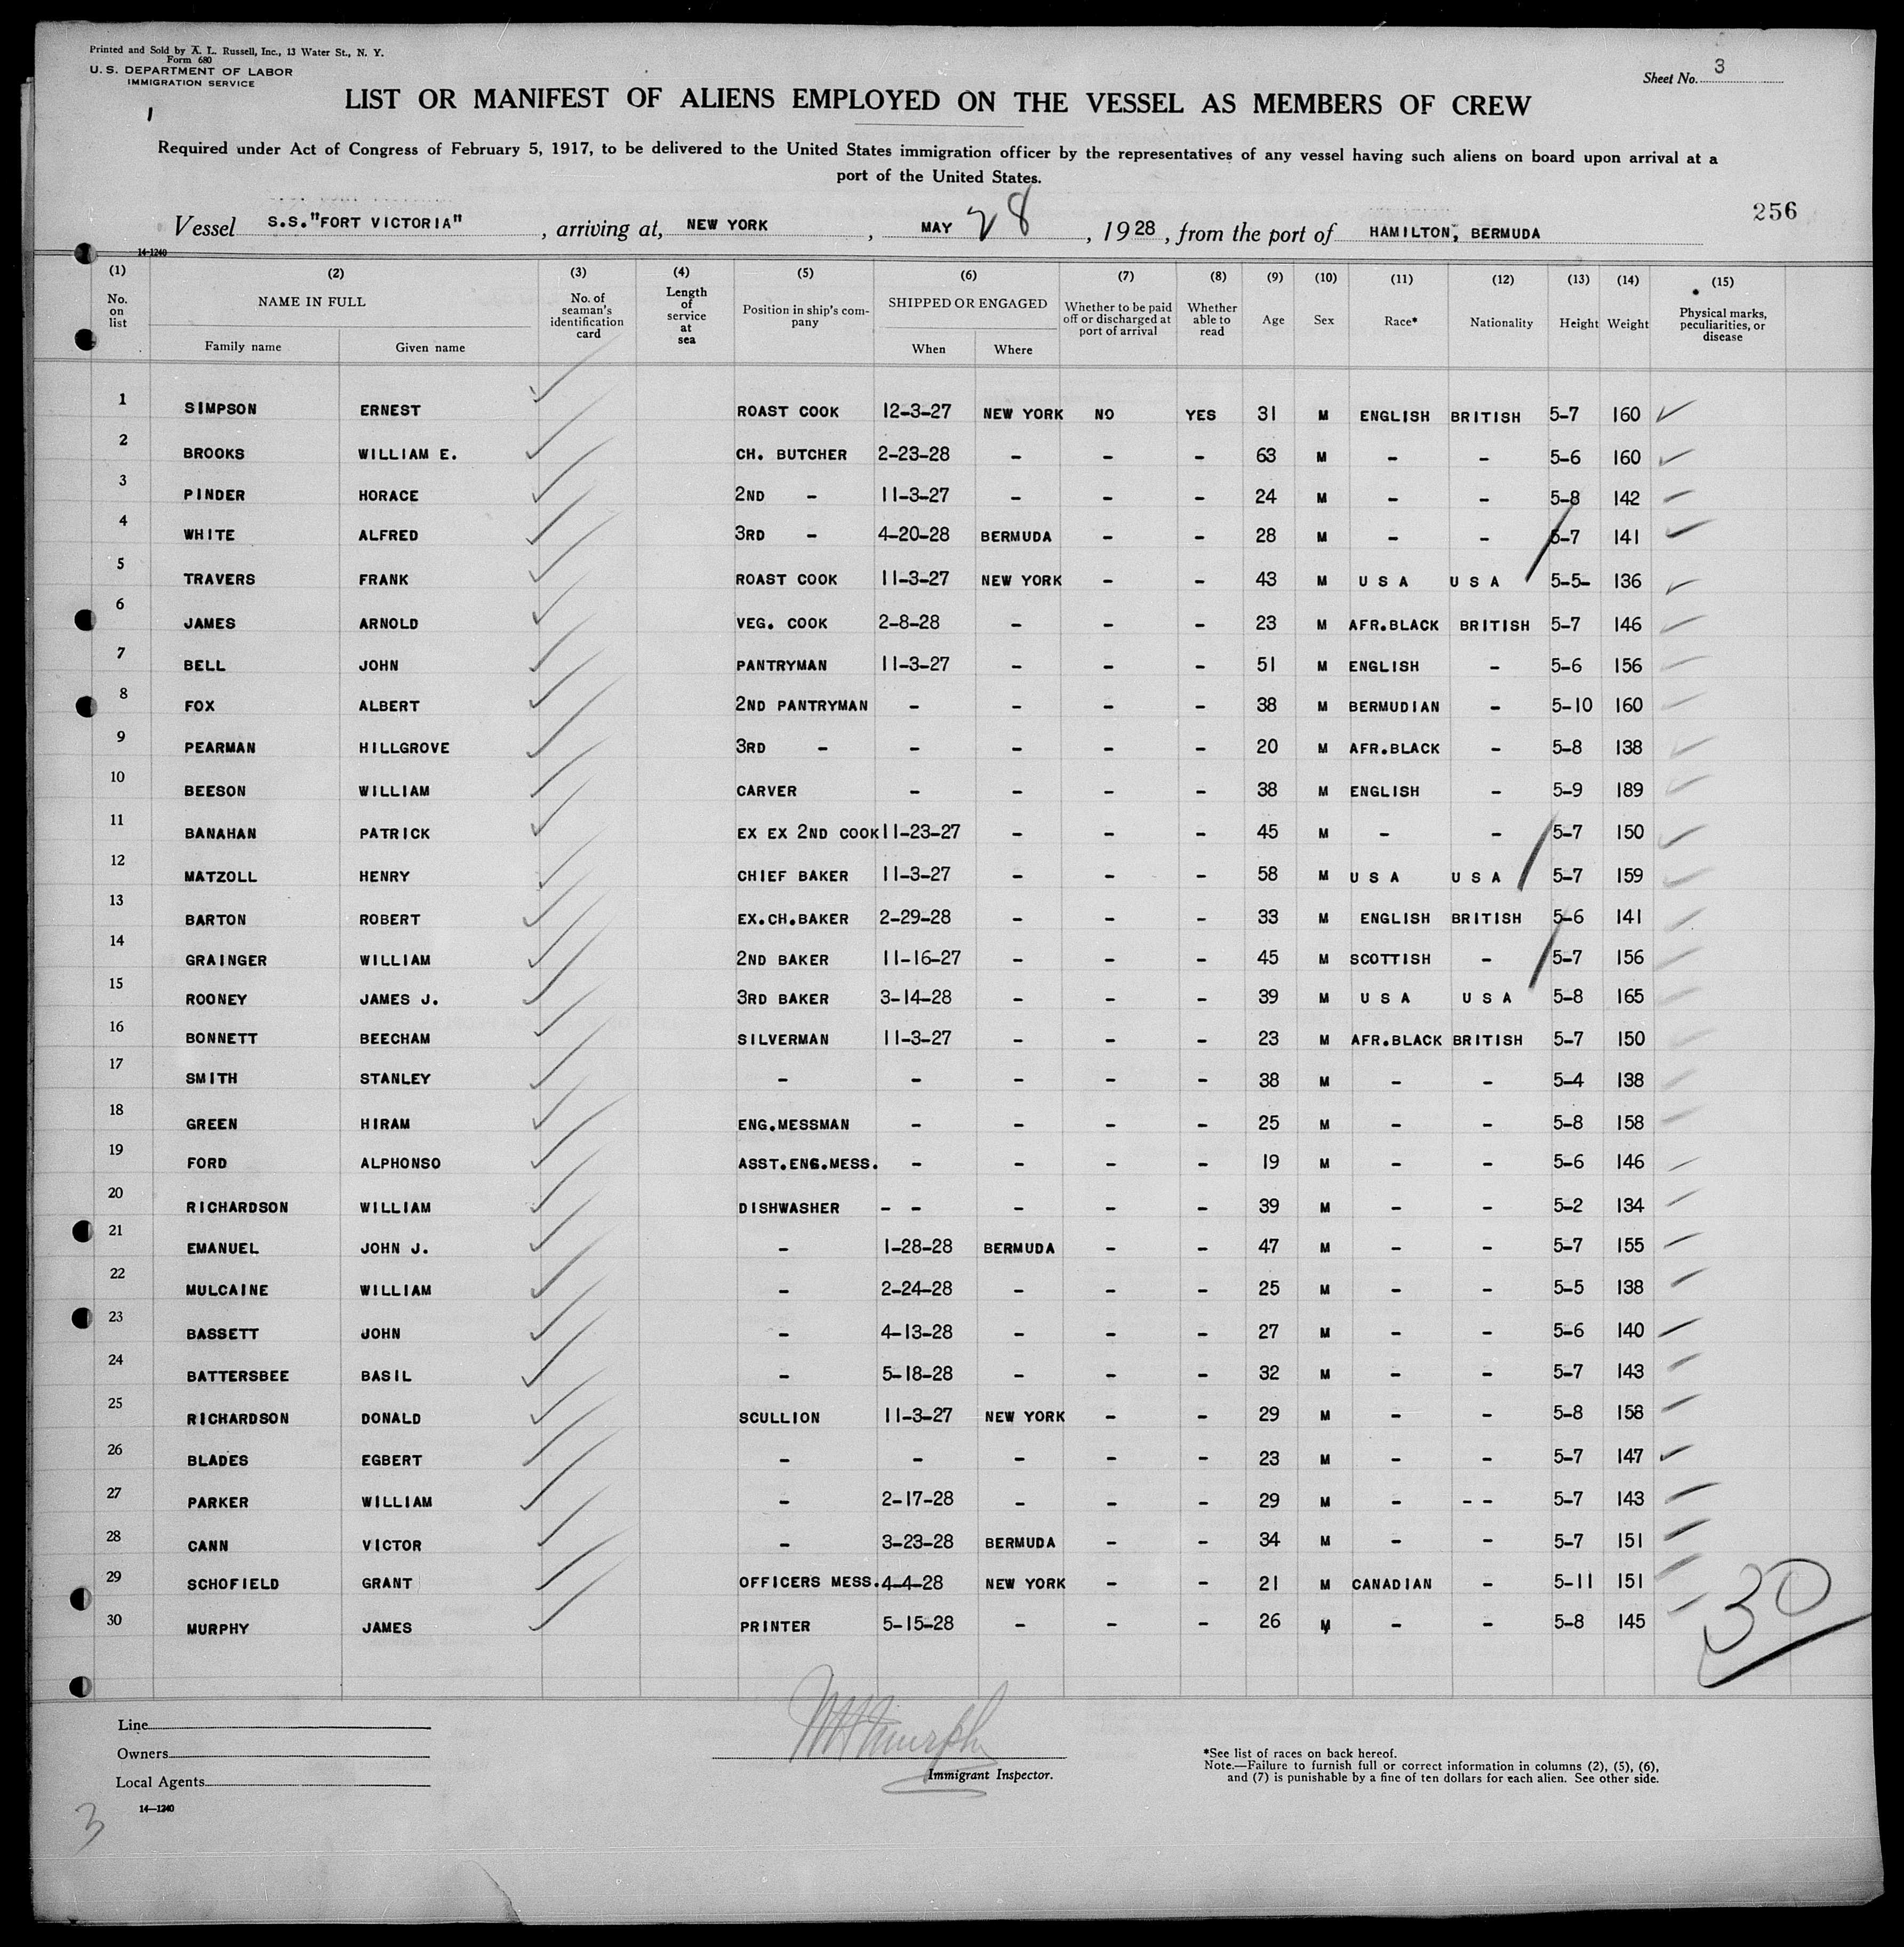 Printed and Sold by A. L. Russell, Inc., 13 Water St., N. Y.
Form 680
U. S. DEPARTMENT OF LABOR
IMMIGRATION SERVICE
Sheet No. 3
LIST OR MANIFEST OF ALIENS EMPLOYED ON THE VESSEL AS MEMBERS OF CREW
Required under Act of Congress of February 5, 1917, to be delivered to the United States immigration officer by the representatives of any vessel having such aliens on board upon arrival at a
port of the United States.
256
Vessel S.S. "FORT VICTORIA", arriving at, NEW YORK, MAY 28, 1928, from the port of HAMILTON, BERMUDA
14-1240
(1) (2) (3) (4) (5) (6) (7) (8) (9) (10) (11) (12) (13) (14) (15)
No. on list NAME IN FULL Family name Given name No. of seaman's identification card Length of service at sea Position in ship's company SHIPPED OR ENGAGED When Where Whether to be paid off or discharged at port of arrival Whether able to read Age Sex Race* Nationality Height Weight Physical marks, peculiarities, or disease
1 SIMPSON ERNEST ROAST COOK 12-3-27 NEW YORK NO YES 31 M ENGLISH BRITISH 5-7 160
2 BROOKS WILLIAM E. CH. BUTCHER 2-23-28 - - - 63 M - - 5-6 160
3 PINDER HORACE 2ND - 11-3-27 - - - 24 M - - 5-8 142
4 WHITE ALFRED 3RD - 4-20-28 BERMUDA - - 28 M - - 5-7 141
5 TRAVERS FRANK ROAST COOK 11-3-27 NEW YORK - - 43 M U S A U S A 5-5- 136
6 JAMES ARNOLD VEG. COOK 2-8-28 - - - 23 M AFR.BLACK BRITISH 5-7 146
7 BELL JOHN PANTRYMAN 11-3-27 - - - 51 M ENGLISH - 5-6 156
8 FOX ALBERT 2ND PANTRYMAN - - - - 38 M BERMUDIAN - 5-10 160
9 PEARMAN HILLGROVE 3RD - - - - - 20 M AFR.BLACK - 5-8 138
10 BEESON WILLIAM CARVER - - - - 38 M ENGLISH - 5-9 189
11 BANAHAN PATRICK EX EX 2ND COOK 11-23-27 - - - 45 M - - 5-7 150
12 MATZOLL HENRY CHIEF BAKER 11-3-27 - - - 58 M U S A U S A 5-7 159
13 BARTON ROBERT EX.CH.BAKER 2-29-28 - - - 33 M ENGLISH BRITISH 5-6 141
14 GRAINGER WILLIAM 2ND BAKER 11-16-27 - - - 45 M SCOTTISH - 5-7 156
15 ROONEY JAMES J. 3RD BAKER 3-14-28 - - - 39 M U S A U S A 5-8 165
16 BONNETT BEECHAM SILVERMAN 11-3-27 - - - 23 M AFR.BLACK BRITISH 5-7 150
17 SMITH STANLEY - - - - - 38 M - - 5-4 138
18 GREEN HIRAM ENG.MESSMAN - - - - 25 M - - 5-8 158
19 FORD ALPHONSO ASST.ENG.MESS. - - - - 19 M - - 5-6 146
20 RICHARDSON WILLIAM DISHWASHER - - - - - 39 M - - 5-2 134
21 EMANUEL JOHN J. - 1-28-28 BERMUDA - - 47 M - - 5-7 155
22 MULCAINE WILLIAM - 2-24-28 - - - 25 M - - 5-5 138
23 BASSETT JOHN - 4-13-28 - - - 27 M - - 5-6 140
24 BATTERSBEE BASIL - 5-18-28 - - - 32 M - - 5-7 143
25 RICHARDSON DONALD SCULLION 11-3-27 NEW YORK - - 29 M - - 5-8 158
26 BLADES EGBERT - - - - - 23 M - - 5-7 147
27 PARKER WILLIAM - 2-17-28 - - - 29 M - - - 5-7 143
28 CANN VICTOR - 3-23-28 BERMUDA - - 34 M - - 5-7 151
29 SCHOFIELD GRANT OFFICERS MESS. 4-4-28 NEW YORK - - 21 M CANADIAN - 5-11 151
30 MURPHY JAMES PRINTER 5-15-28 - - - 26 M - - 5-8 145
30
Line
Owners
Local Agents
Murphy
Immigrant Inspector.
*See list of races on back hereof.
Note.—Failure to furnish full or correct information in columns (2), (5), (6),
and (7) is punishable by a fine of ten dollars for each alien. See other side.
14—1240
3